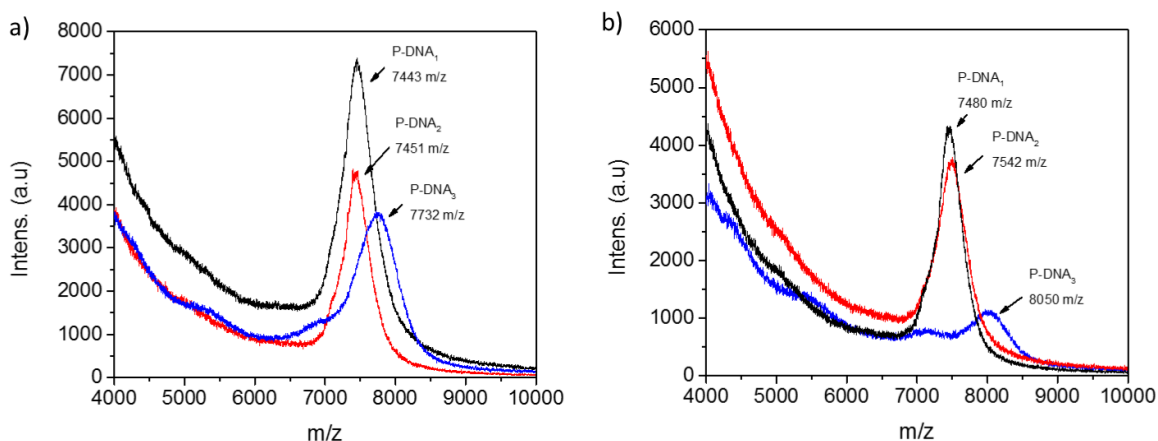 a)
8000
7000
6000
5000
4000
3000
2000
1000
0
Intens. (a.u)
P-DNA₁
7443 m/z
P-DNA₂
7451 m/z
P-DNA₃
7732 m/z
4000 5000 6000 7000 8000 9000 10000
m/z
b)
6000
5000
4000
3000
2000
1000
0
Intens. (a.u)
P-DNA₁
7480 m/z
P-DNA₂
7542 m/z
P-DNA₃
8050 m/z
4000 5000 6000 7000 8000 9000 10000
m/z